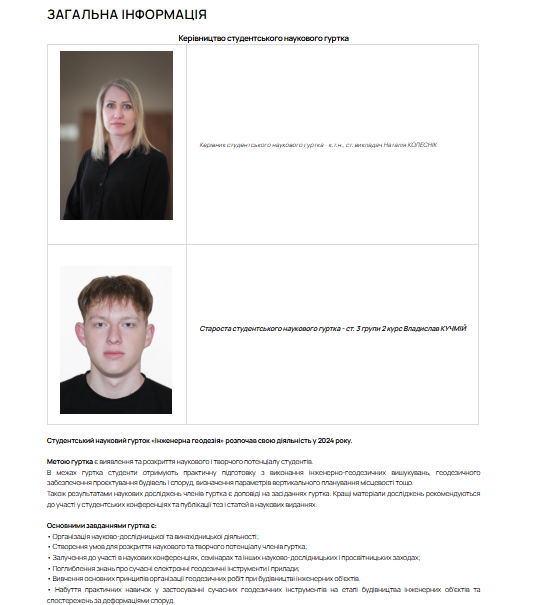 ЗАГАЛЬНА ІНФОРМАЦІЯ
Керівництво студентського наукового гуртка
Керівник студентського наукового гуртка - к.т.н., ст. викладач Наталія КОЛЕСНІК
Староста студентського наукового гуртка - ст. 3 групи 2 курс Владислав КУЧМІЙ
Студентський науковий гурток «Інженерна геодезія» розпочав свою діяльність у 2024 року.
Метою гуртка є виявлення та розкриття наукового і творчого потенціалу студентів.
В межах гуртка студенти отримують практичну підготовку з виконання інженерно-геодезичних вишукувань, геодезичного
забезпечення проектування будівель і споруд, визначення параметрів вертикального планування місцевості тощо.
Також результатами наукових досліджень членів гуртка є доповіді на засіданнях гуртка. Кращі матеріали досліджень рекомендуються
до участі у студентських конференціях та публікації тез і статей в наукових виданнях.
Основними завданнями гуртка є:
• Організація науково-дослідницької та винахідницької діяльності;
• Створення умов для розкриття наукового та творчого потенціалу членів гуртка;
• Залучення до участі в наукових конференціях, семінарах та інших науково-дослідницьких і просвітницьких заходах;
• Поглиблення знань про сучасні електронні геодезичні інструменти і прилади;
• Вивчення основних принципів організації геодезичних робіт при будівництві інженерних об'єктів.
• Набуття практичних навичок у застосуванні сучасних геодезичних інструментів на етапі будівництва інженерних об'єктів та
спостережень за деформаціями споруд.